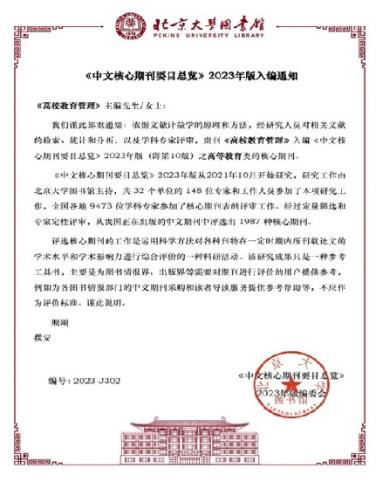 北京大学图书馆
PEKING UNIVERSITY LIBRARY
《中文核心期刊要目总览》2023年版入编通知
《高校教育管理》主编先生/女士：
我们谨此郑重通知：依据文献计量学的原理和方法，经研究人员对相关文献
的检索、统计和分析，以及学科专家评审，贵刊《高校教育管理》入编《中文核
心期刊要目总览》2023年版（即第10版）之高等教育类的核心期刊。
《中文核心期刊要目总览》2023年版从2021年10月开始研究，研究工作由
北京大学图书馆主持，共32个单位的148位专家和工作人员参加了本项研究工
作，全国各地9473位学科专家参加了核心期刊表的评审工作。经过定量筛选和
专家定性评审，从我国正在出版的中文期刊中评选出1987种核心期刊。
评选核心期刊的工作是运用科学方法对各种刊物在一定时期内所刊载论文的
学术水平和学术影响力进行综合评价的一种科研活动。该研究成果只是一种参考
工具书，主要是为图书情报界、出版界等需要对期刊进行评价的用户提供参考，
例如为各图书情报部门的中文期刊采购和读者导读服务提供参考帮助等，不应作
为评价标准。谨此说明。
顺颂
撰安
《中文核心期刊要目总览》
编号：2023-J302
2023年版编委会
北京大学
图书馆